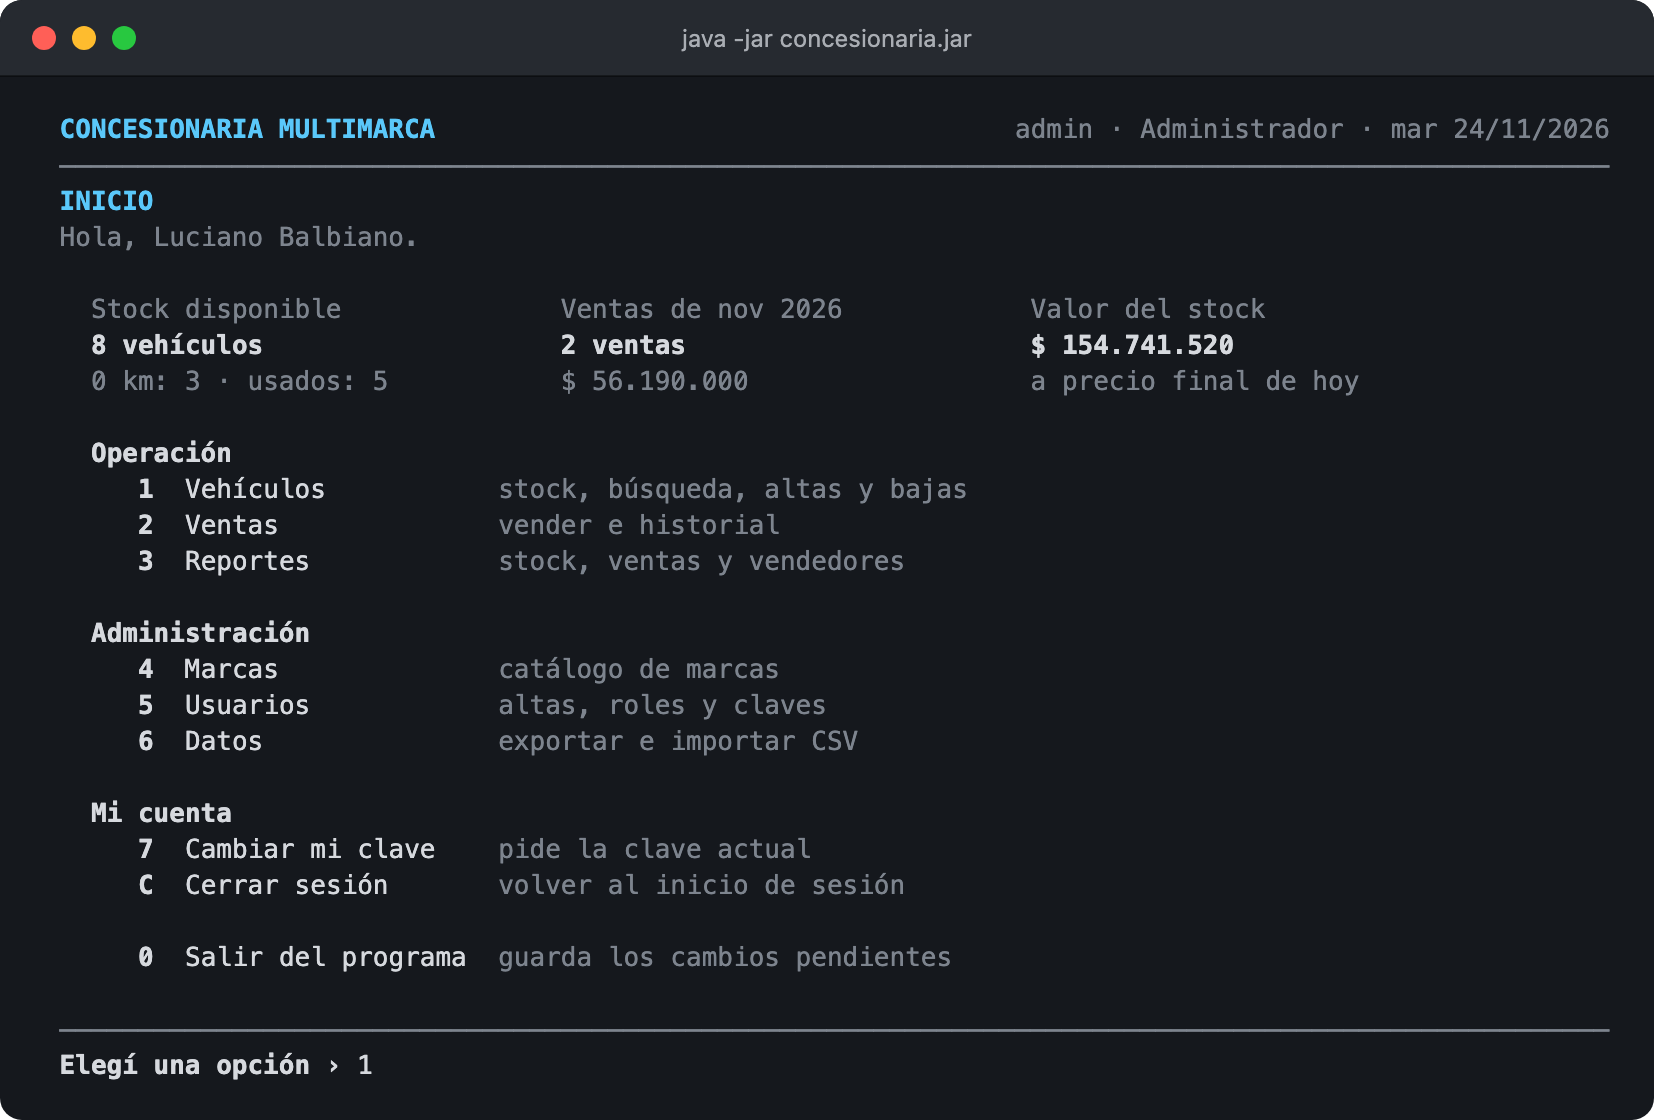 java -jar concesionaria.jar
CONCESIONARIA MULTIMARCA admin · Administrador · mar 24/11/2026
INICIO
Hola, Luciano Balbiano.
Stock disponible Ventas de nov 2026 Valor del stock
8 vehículos 2 ventas $ 154.741.520
0 km: 3 · usados: 5 $ 56.190.000 a precio final de hoy
Operación
1 Vehículos stock, búsqueda, altas y bajas
2 Ventas vender e historial
3 Reportes stock, ventas y vendedores
Administración
4 Marcas catálogo de marcas
5 Usuarios altas, roles y claves
6 Datos exportar e importar CSV
Mi cuenta
7 Cambiar mi clave pide la clave actual
C Cerrar sesión volver al inicio de sesión
0 Salir del programa guarda los cambios pendientes
Elegí una opción › 1